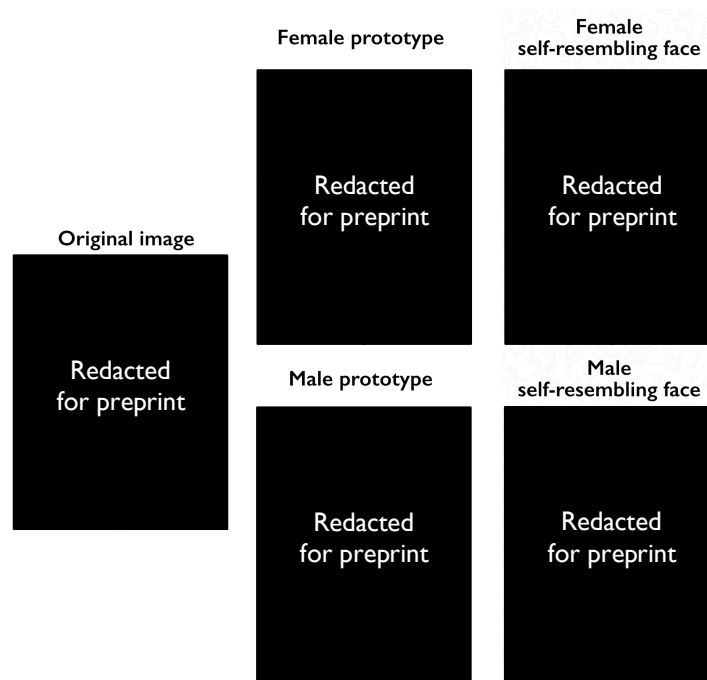 Female prototype
Female
self-resembling face
Redacted
for preprint
Redacted
for preprint
Original image
Redacted
for preprint
Male prototype
Male
self-resembling face
Redacted
for preprint
Redacted
for preprint